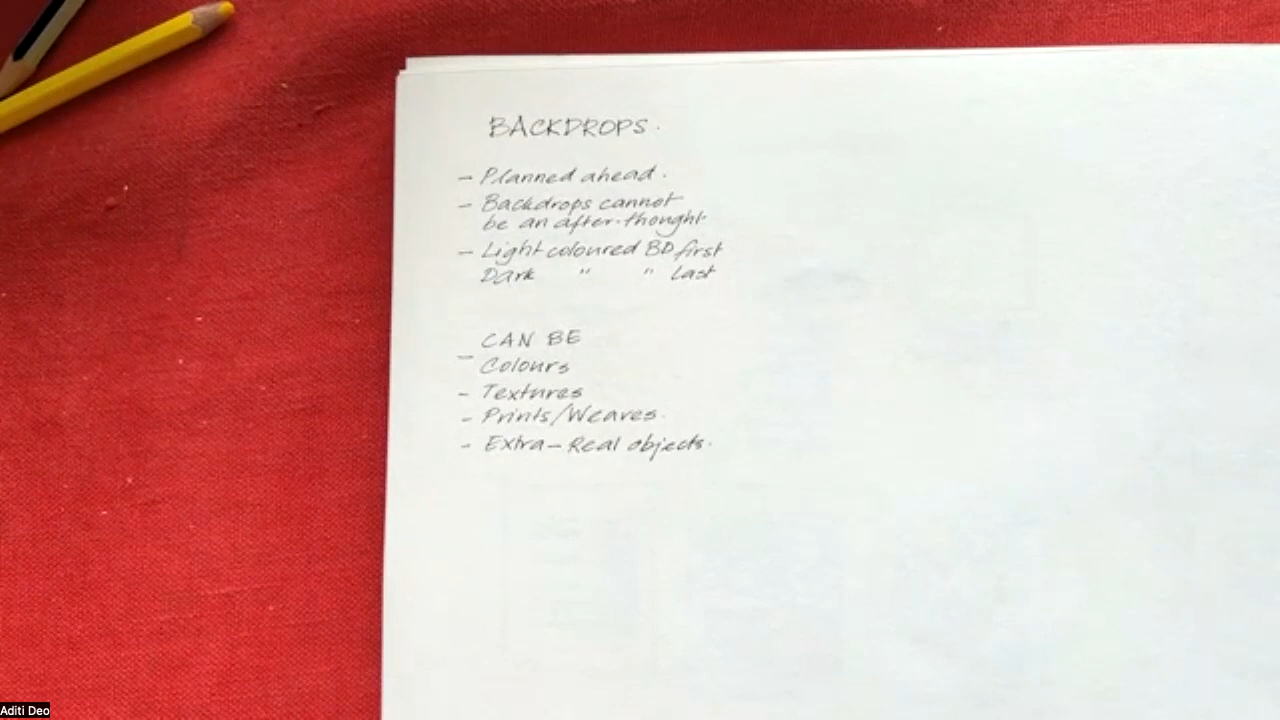 BACKDROPS.
- Planned ahead.
- Backdrops cannot
be an after-thought.
- Light coloured BD first
Dark " " Last
CAN BE
- Colours
- Textures
- Prints/Weaves.
- Extra - Real objects.
Aditi Deo